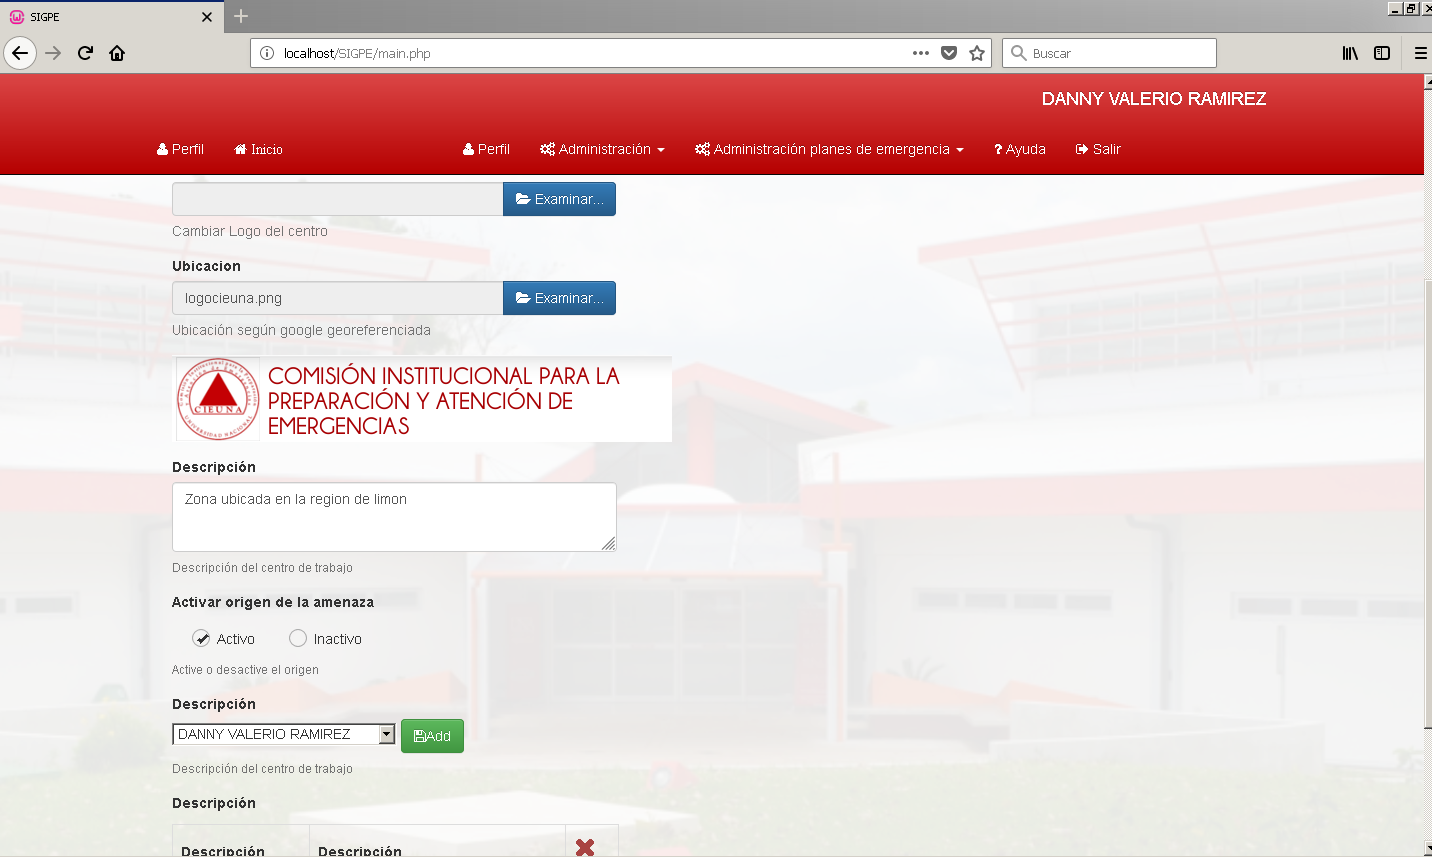 SIGPE
localhost/SIGPE/main.php
Buscar
DANNY VALERIO RAMIREZ
Perfil
Inicio
Perfil
Administración
Administración planes de emergencia
? Ayuda
Salir
Examinar...
Cambiar Logo del centro
Ubicacion
logocieuna.png
Examinar...
Ubicación según google georeferenciada
CIEUNA
COMISIÓN INSTITUCIONAL PARA LA
PREPARACIÓN Y ATENCIÓN DE
EMERGENCIAS
Descripción
Zona ubicada en la region de limon
Descripción del centro de trabajo
Activar origen de la amenaza
Activo
Inactivo
Active o desactive el origen
Descripción
DANNY VALERIO RAMIREZ
Add
Descripción del centro de trabajo
Descripción
Descripción
Descripción